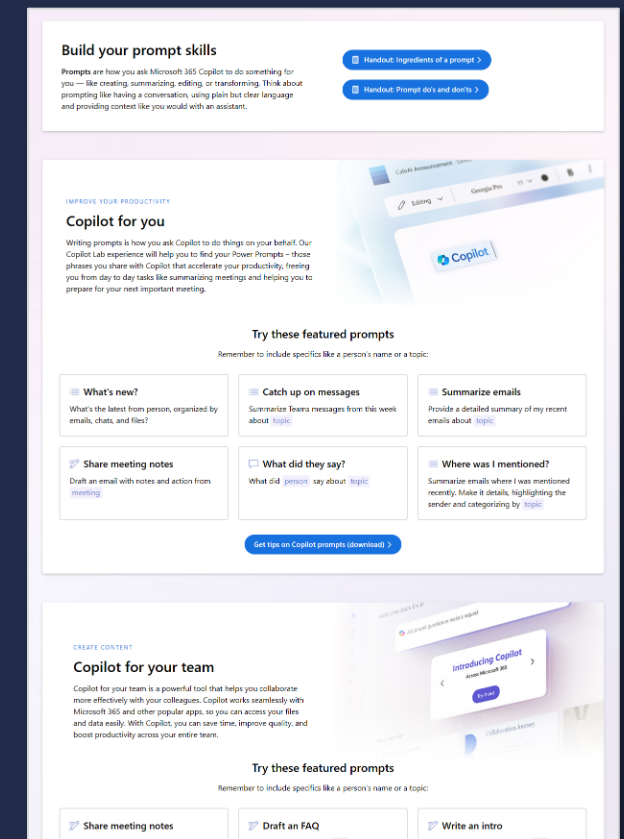 Build your prompt skills
Prompts are how you ask Microsoft 365 Copilot to do something for
you — like creating, summarizing, editing, or transforming. Think about
prompting like having a conversation, using plain but clear language
and providing context like you would with an assistant.
Handout: Ingredients of a prompt >
Handout: Prompt do's and don'ts >
IMPROVE YOUR PRODUCTIVITY
Copilot for you
Writing prompts is how you ask Copilot to do things on your behalf. Our
Copilot Lab experience will help you to find your Power Prompts – those
phrases you share with Copilot that accelerate your productivity, freeing
you from day to day tasks like summarizing meetings and helping you to
prepare for your next important meeting.
Editing
Georgia Pro
11
Copilot
Try these featured prompts
Remember to include specifics like a person's name or a topic:
What's new?
What's the latest from person, organized by
emails, chats, and files?
Catch up on messages
Summarize Teams messages from this week
about topic
Summarize emails
Provide a detailed summary of my recent
emails about topic
Share meeting notes
Draft an email with notes and action from
meeting
What did they say?
What did person say about topic
Where was I mentioned?
Summarize emails where I was mentioned
recently. Make it details, highlighting the
sender and categorizing by topic
Get tips on Copilot prompts (download) >
CREATE CONTENT
Copilot for your team
Copilot for your team is a powerful tool that helps you collaborate
more effectively with your colleagues. Copilot works seamlessly with
Microsoft 365 and other popular apps, so you can access your files
and data easily. With Copilot, you can save time, improve quality, and
boost productivity across your entire team.
Introducing Copilot
Across Microsoft 365
Collaboration Journey
Try these featured prompts
Remember to include specifics like a person's name or a topic:
Share meeting notes
Draft an FAQ
Write an intro